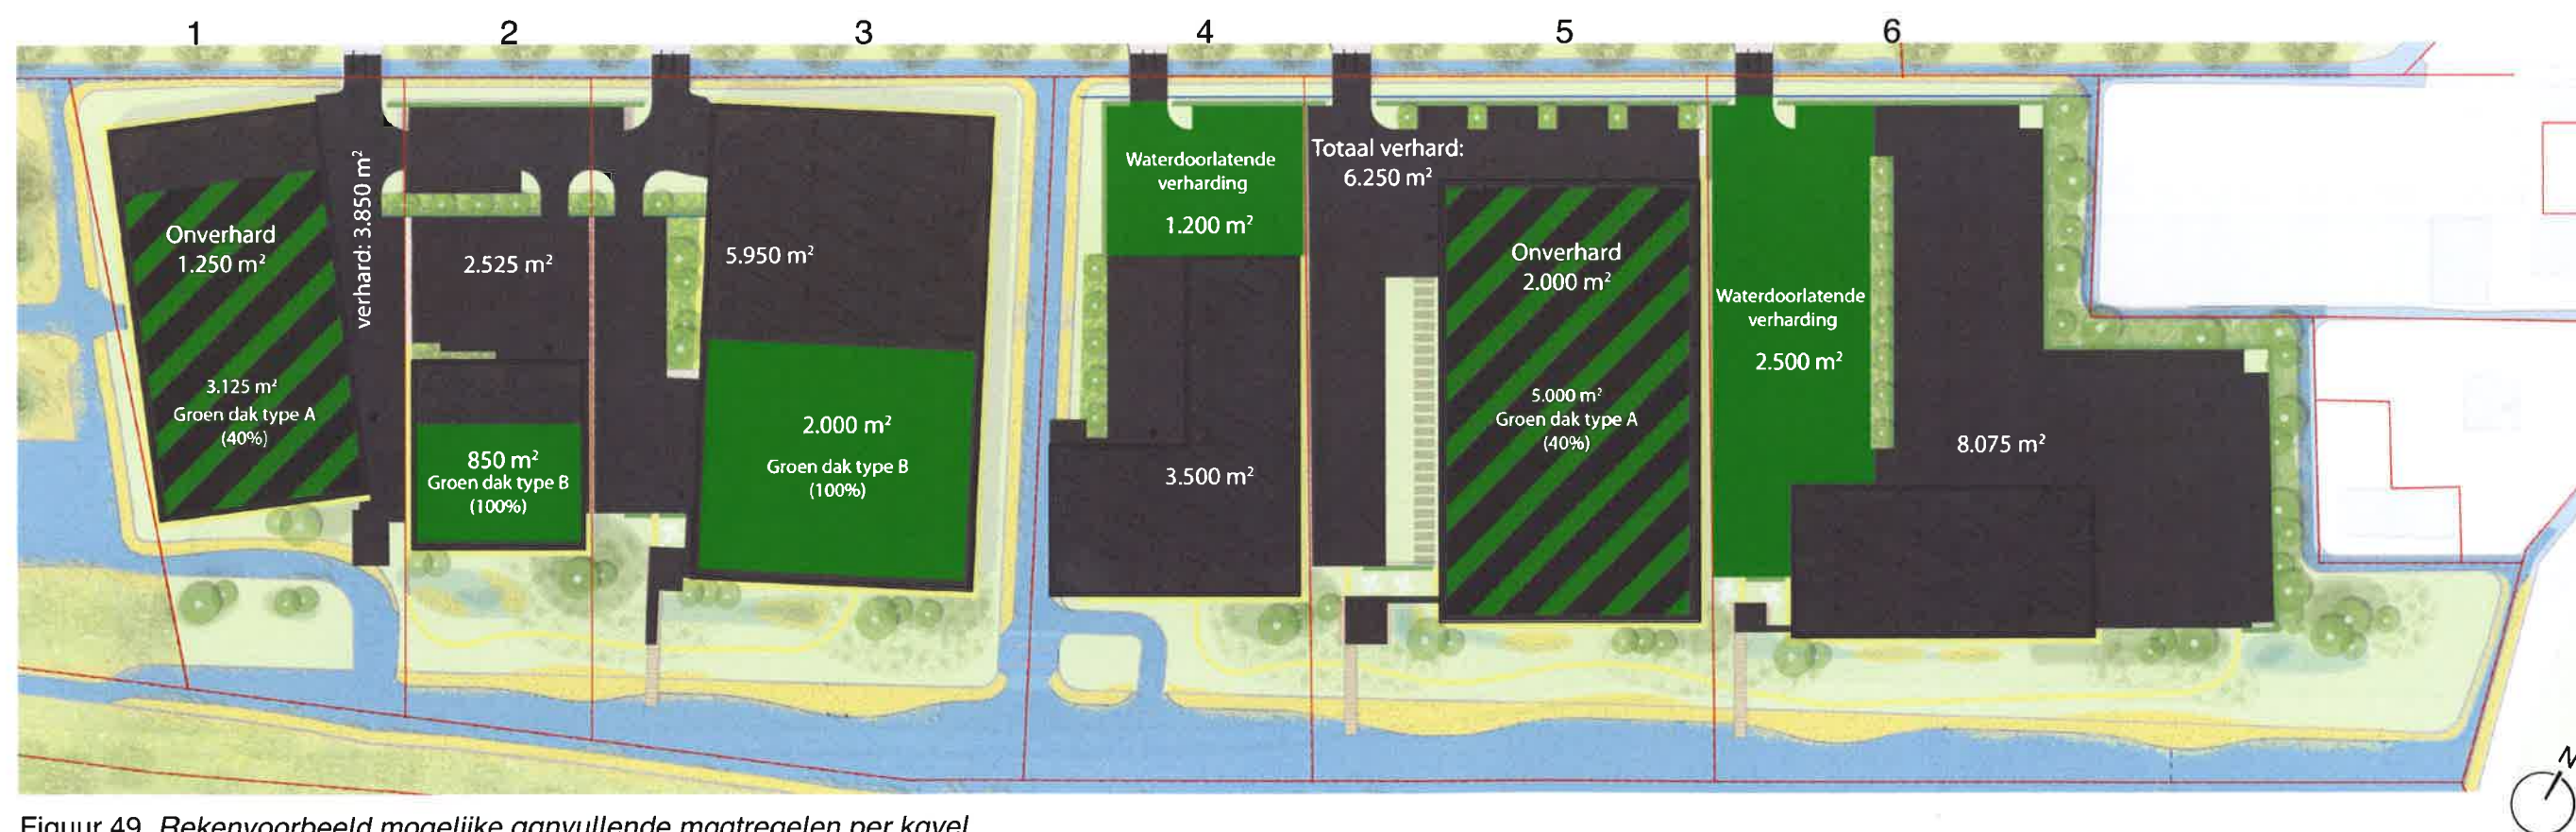 1 2 3 4 5 6
Onverhard
1.250 m²
3.125 m²
Groen dak type A
(40%)
verhard: 3.850 m²
2.525 m²
850 m²
Groen dak type B
(100%)
5.950 m²
2.000 m²
Groen dak type B
(100%)
Waterdoorlatende
verharding
1.200 m²
3.500 m²
Totaal verhard:
6.250 m²
Onverhard
2.000 m²
5.000 m²
Groen dak type A
(40%)
Waterdoorlatende
verharding
2.500 m²
8.075 m²
N
Figuur 49. Rekenvoorbeeld mogelijke aanvullende maatregelen per kavel